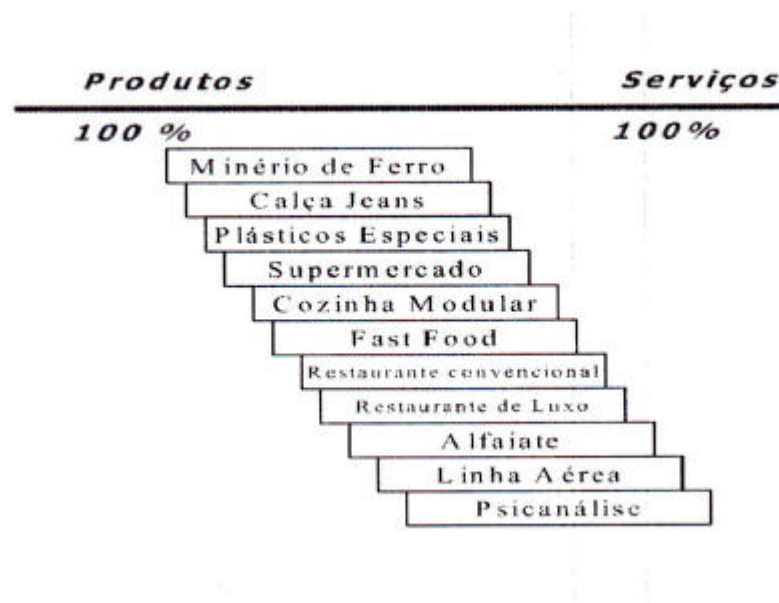 Produtos Serviços
100 % 100%
Minério de Ferro
Calça Jeans
Plásticos Especiais
Supermercado
Cozinha Modular
Fast Food
Restaurante convencional
Restaurante de Luxo
Alfaiate
Linha Aérea
Psicanálise